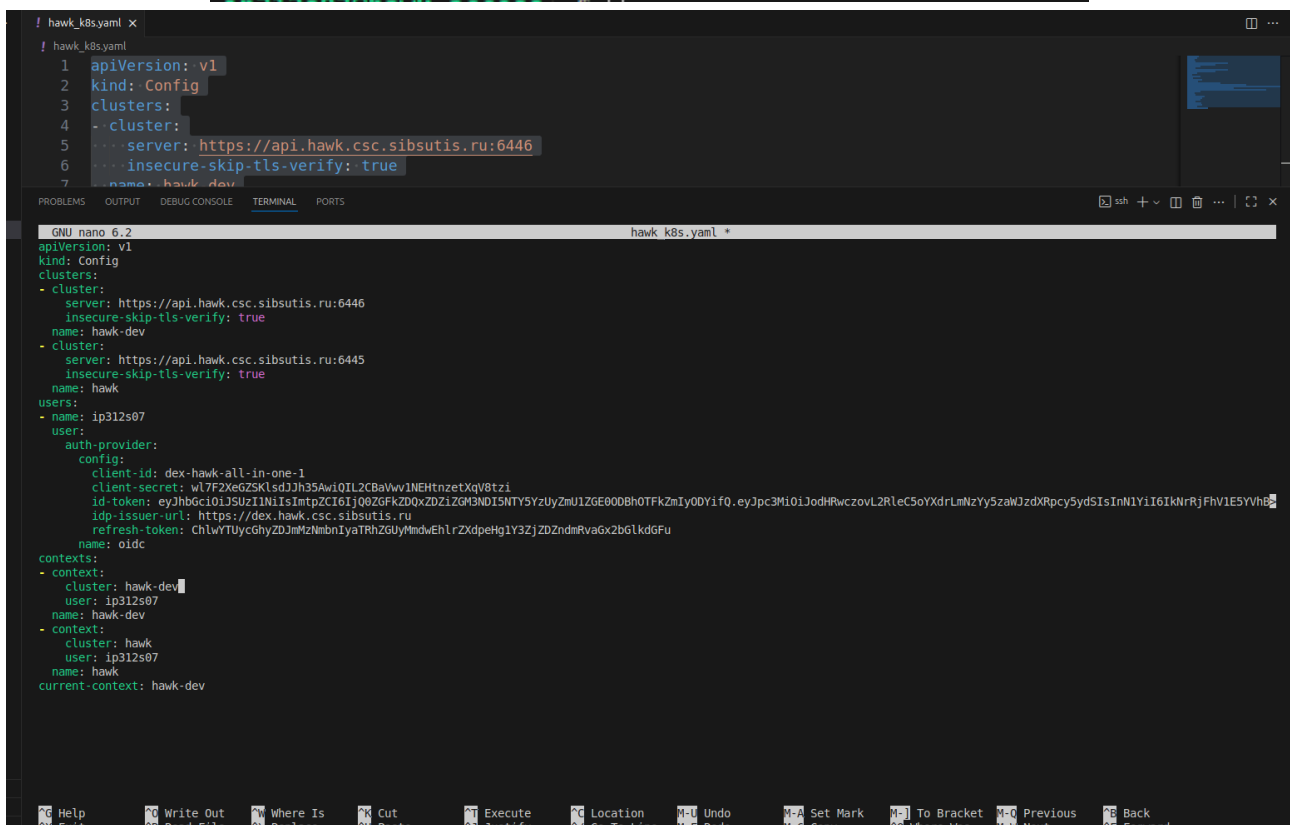 ! hawk_k8s.yaml ×
! hawk_k8s.yaml
1 apiVersion: v1
2 kind: Config
3 clusters:
4 - cluster:
5 server: https://api.hawk.csc.sibsutis.ru:6446
6 insecure-skip-tls-verify: true
7 name: hawk-dev
PROBLEMS OUTPUT DEBUG CONSOLE TERMINAL PORTS ssh
GNU nano 6.2 hawk_k8s.yaml *
apiVersion: v1
kind: Config
clusters:
- cluster:
server: https://api.hawk.csc.sibsutis.ru:6446
insecure-skip-tls-verify: true
name: hawk-dev
- cluster:
server: https://api.hawk.csc.sibsutis.ru:6445
insecure-skip-tls-verify: true
name: hawk
users:
- name: ip312s07
user:
auth-provider:
config:
client-id: dex-hawk-all-in-one-1
client-secret: wl7F2XeGZSKlsdJJh35AwiQIL2CBaVwv1NEHtnzetXqV8tzi
id-token: eyJhbGciOiJSUzI1NiIsImtpZCI6IjQ0ZGFkZDQxZDZiZGM3NDI5NTY5YzUyZmU1ZGE0ODBhOTFkZmIyODYifQ.eyJpc3MiOiJodHRwczovL2RleC5oYXdrLmNzYy5zaWJzdXRpcy5ydSIsInN1YiI6IkNrRjFhV1E5YVhB>
idp-issuer-url: https://dex.hawk.csc.sibsutis.ru
refresh-token: ChlwYTUycGhyZDJmMzNmbnIyaTRhZGUyMmdwEhlrZXdpeHg1Y3ZjZDZndmRvaGx2bGlkdGFu
name: oidc
contexts:
- context:
cluster: hawk-dev
user: ip312s07
name: hawk-dev
- context:
cluster: hawk
user: ip312s07
name: hawk
current-context: hawk-dev
^G Help ^O Write Out ^W Where Is ^K Cut ^T Execute ^C Location M-U Undo M-A Set Mark M-] To Bracket M-Q Previous ^B Back